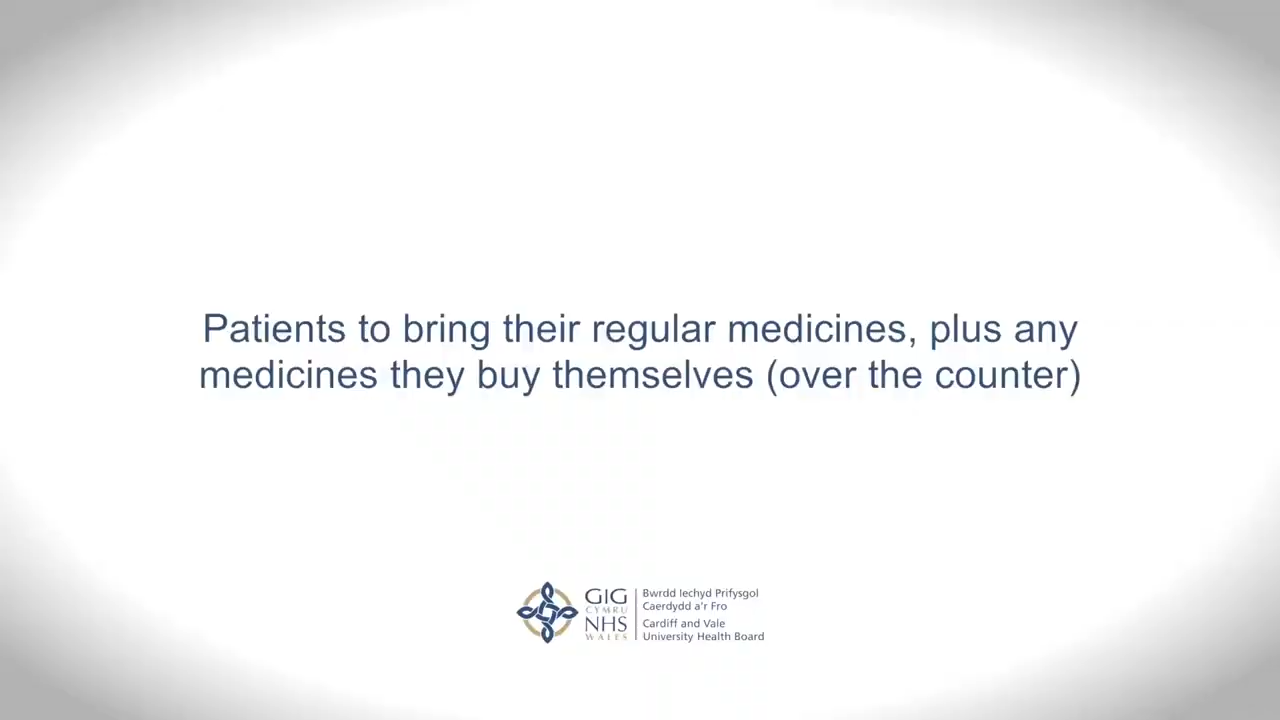 Patients to bring their regular medicines, plus any
medicines they buy themselves (over the counter)
GIG
CYMRU
NHS
WALES
Bwrdd Iechyd Prifysgol
Caerdydd a'r Fro
Cardiff and Vale
University Health Board